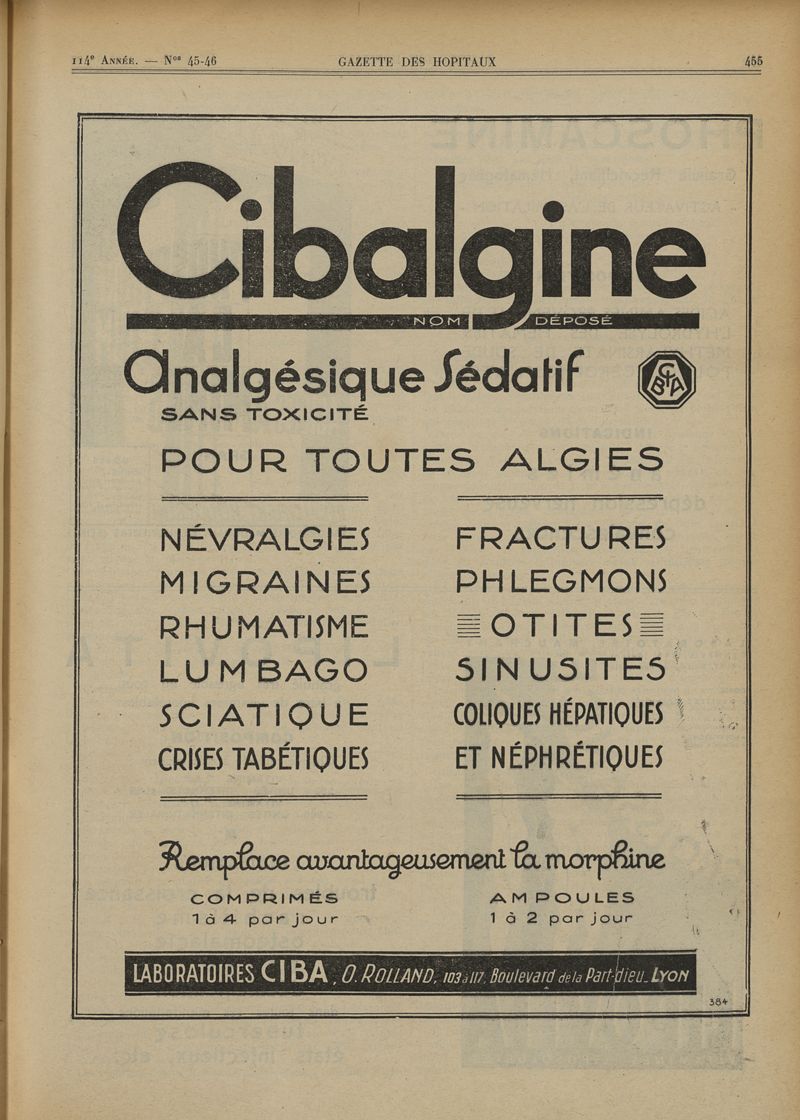 114e ANNÉE. — Nos 45-46
GAZETTE DES HOPITAUX
455
Cibalgine
NOM DÉPOSÉ
Analgésique Sédatif
CIBA
SANS TOXICITÉ
POUR TOUTES ALGIES
NÉVRALGIES
MIGRAINES
RHUMATISME
LUMBAGO
SCIATIQUE
CRISES TABÉTIQUES
FRACTURES
PHLEGMONS
OTITES
SINUSITES
COLIQUES HÉPATIQUES
ET NÉPHRÉTIQUES
Remplace avantageusement la morphine
COMPRIMÉS
1 à 4 par jour
AMPOULES
1 à 2 par jour
LABORATOIRES CIBA, O. ROLLAND, 103 à 117, Boulevard de la Part-dieu_ LYON
384